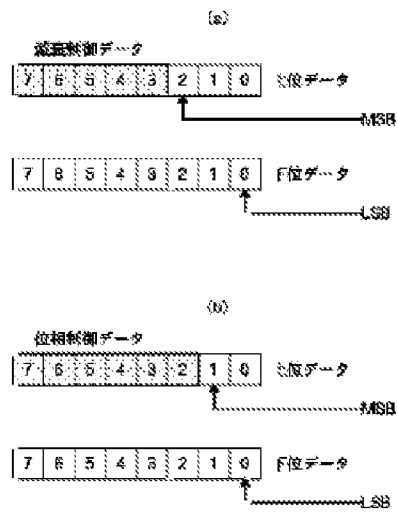 (a)
減衰制御データ
7 6 5 4 3 2 1 0 上位データ
MSB
7 6 5 4 3 2 1 0 下位データ
LSB
(b)
位相制御データ
7 6 5 4 3 2 1 0 上位データ
MSB
7 6 5 4 3 2 1 0 下位データ
LSB